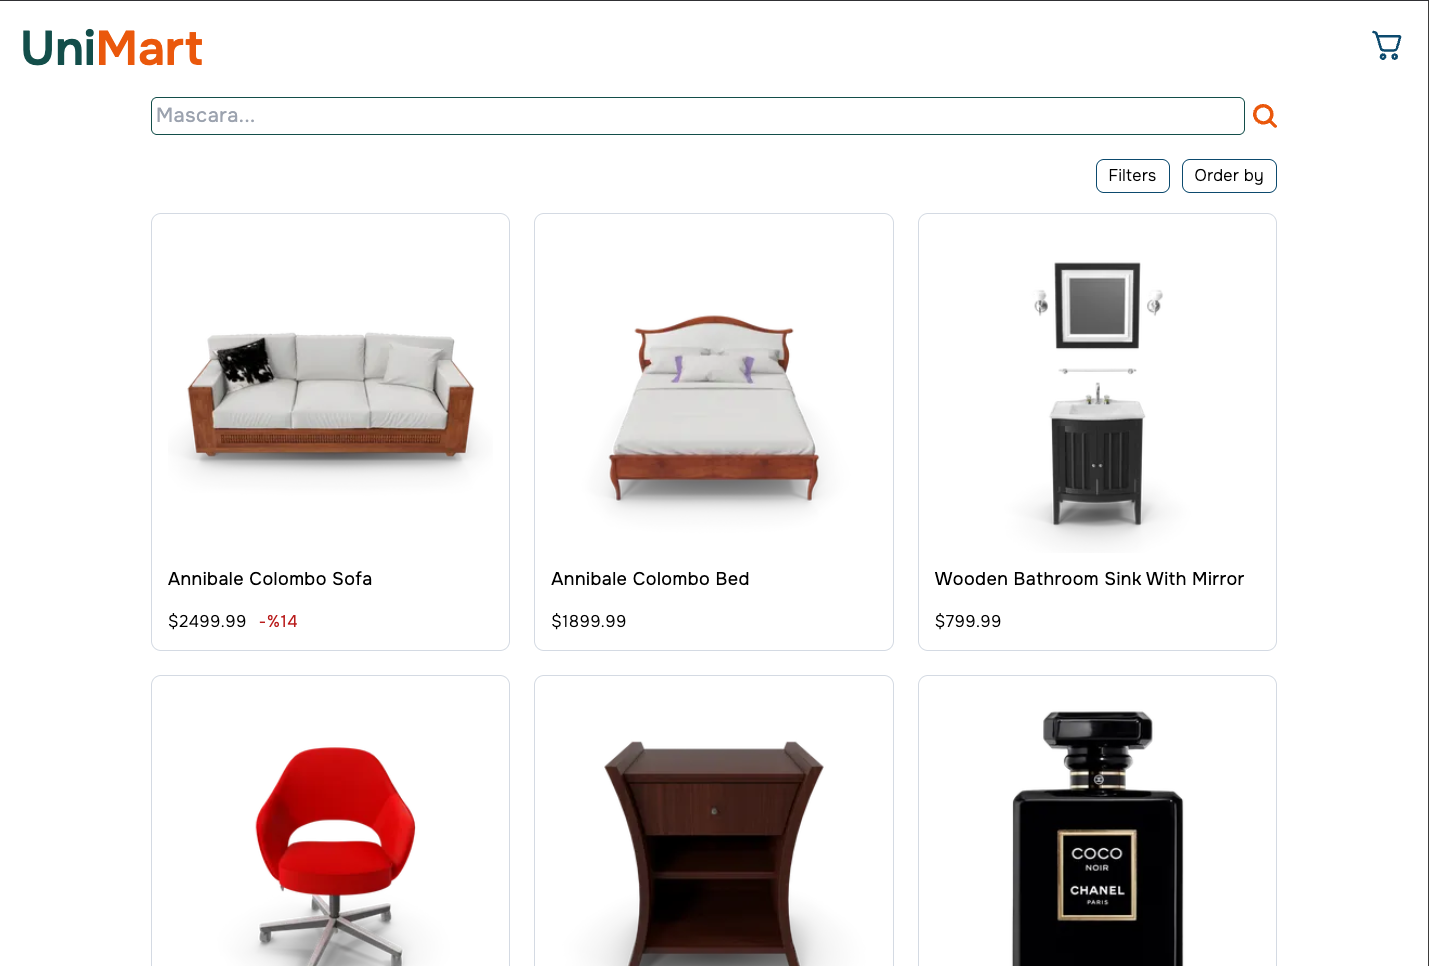 UniMart
Mascara...
Filters
Order by
Annibale Colombo Sofa
$2499.99 -%14
Annibale Colombo Bed
$1899.99
Wooden Bathroom Sink With Mirror
$799.99
COCO
NOIR
CHANEL
PARIS